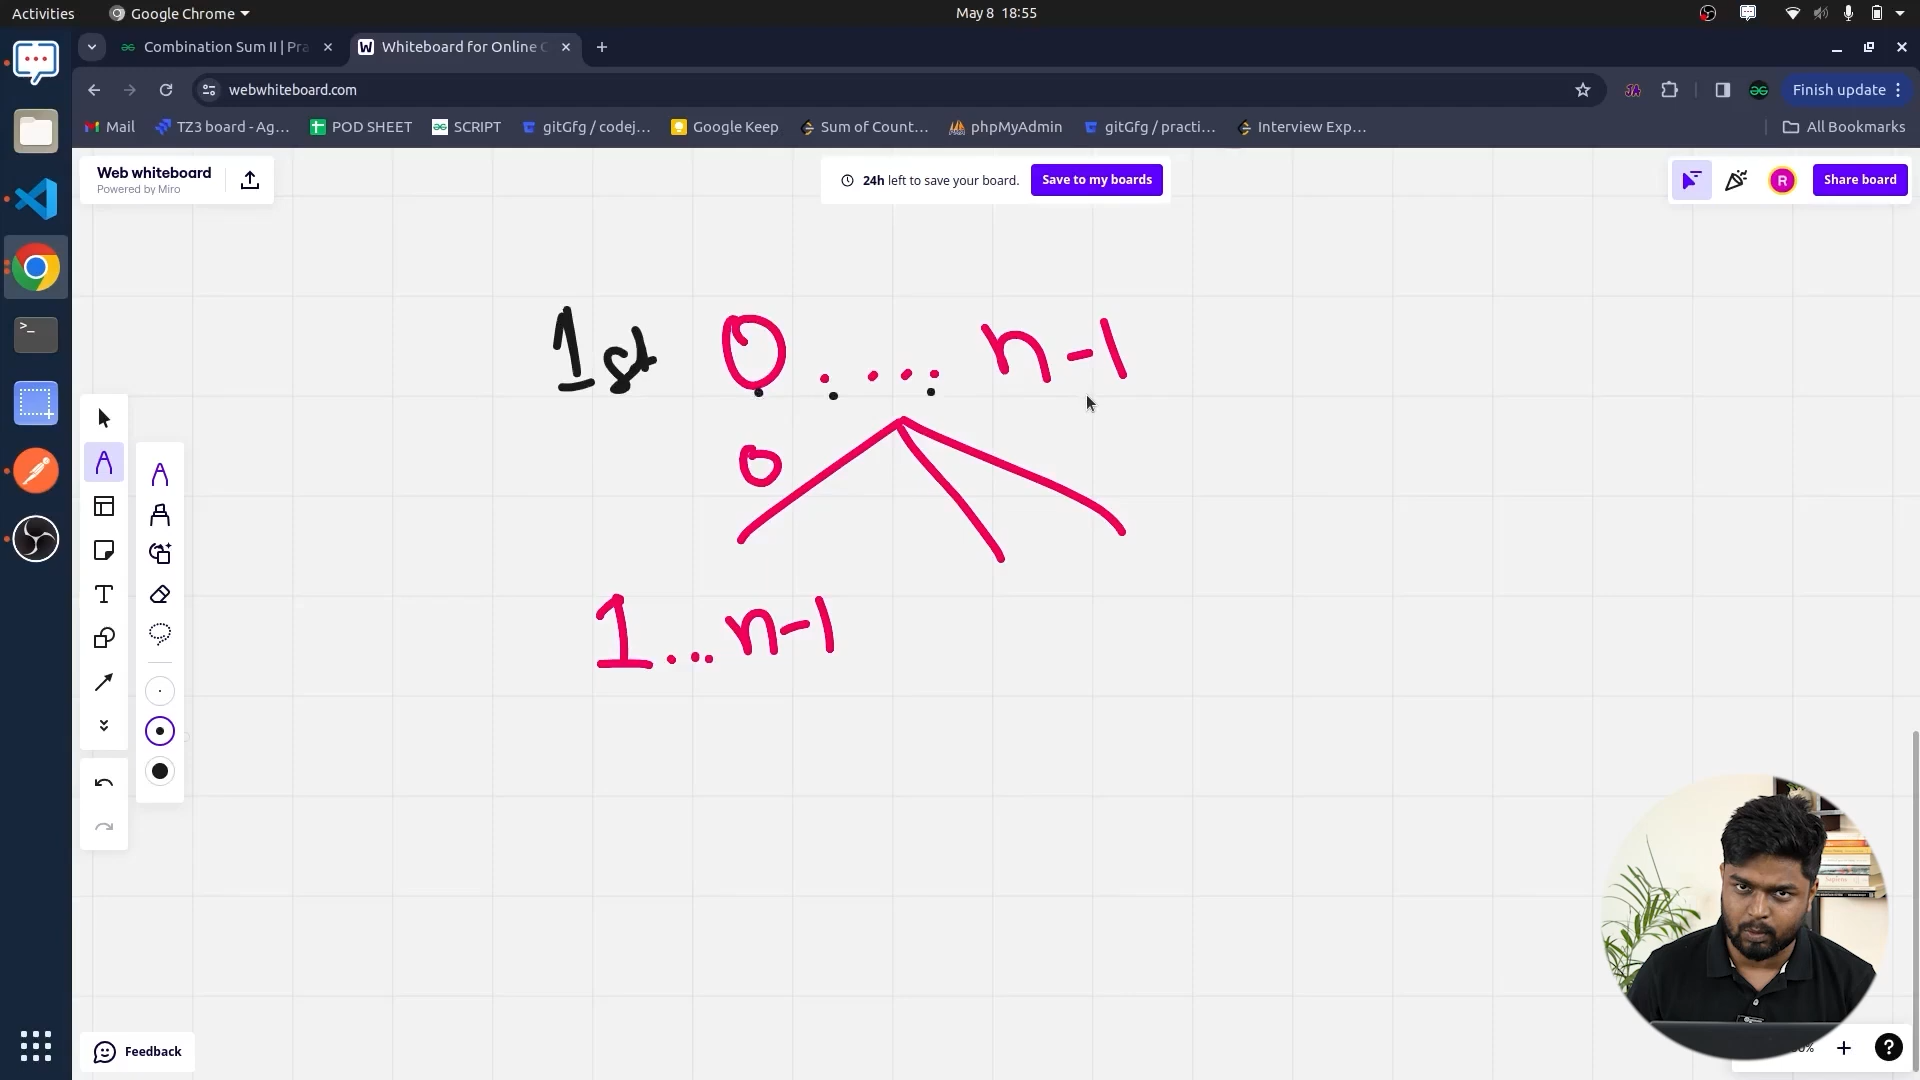 Activities
Google Chrome
May 8 18:55
Combination Sum II | Pra
Whiteboard for Online C
webwhiteboard.com
Finish update
Mail
TZ3 board - Ag...
POD SHEET
SCRIPT
gitGfg / codej...
Google Keep
Sum of Count...
phpMyAdmin
gitGfg / practi...
Interview Exp...
All Bookmarks
Web whiteboard
Powered by Miro
24h left to save your board.
Save to my boards
R
Share board
1st 0 . . . . n-1
0
1...n-1
Feedback